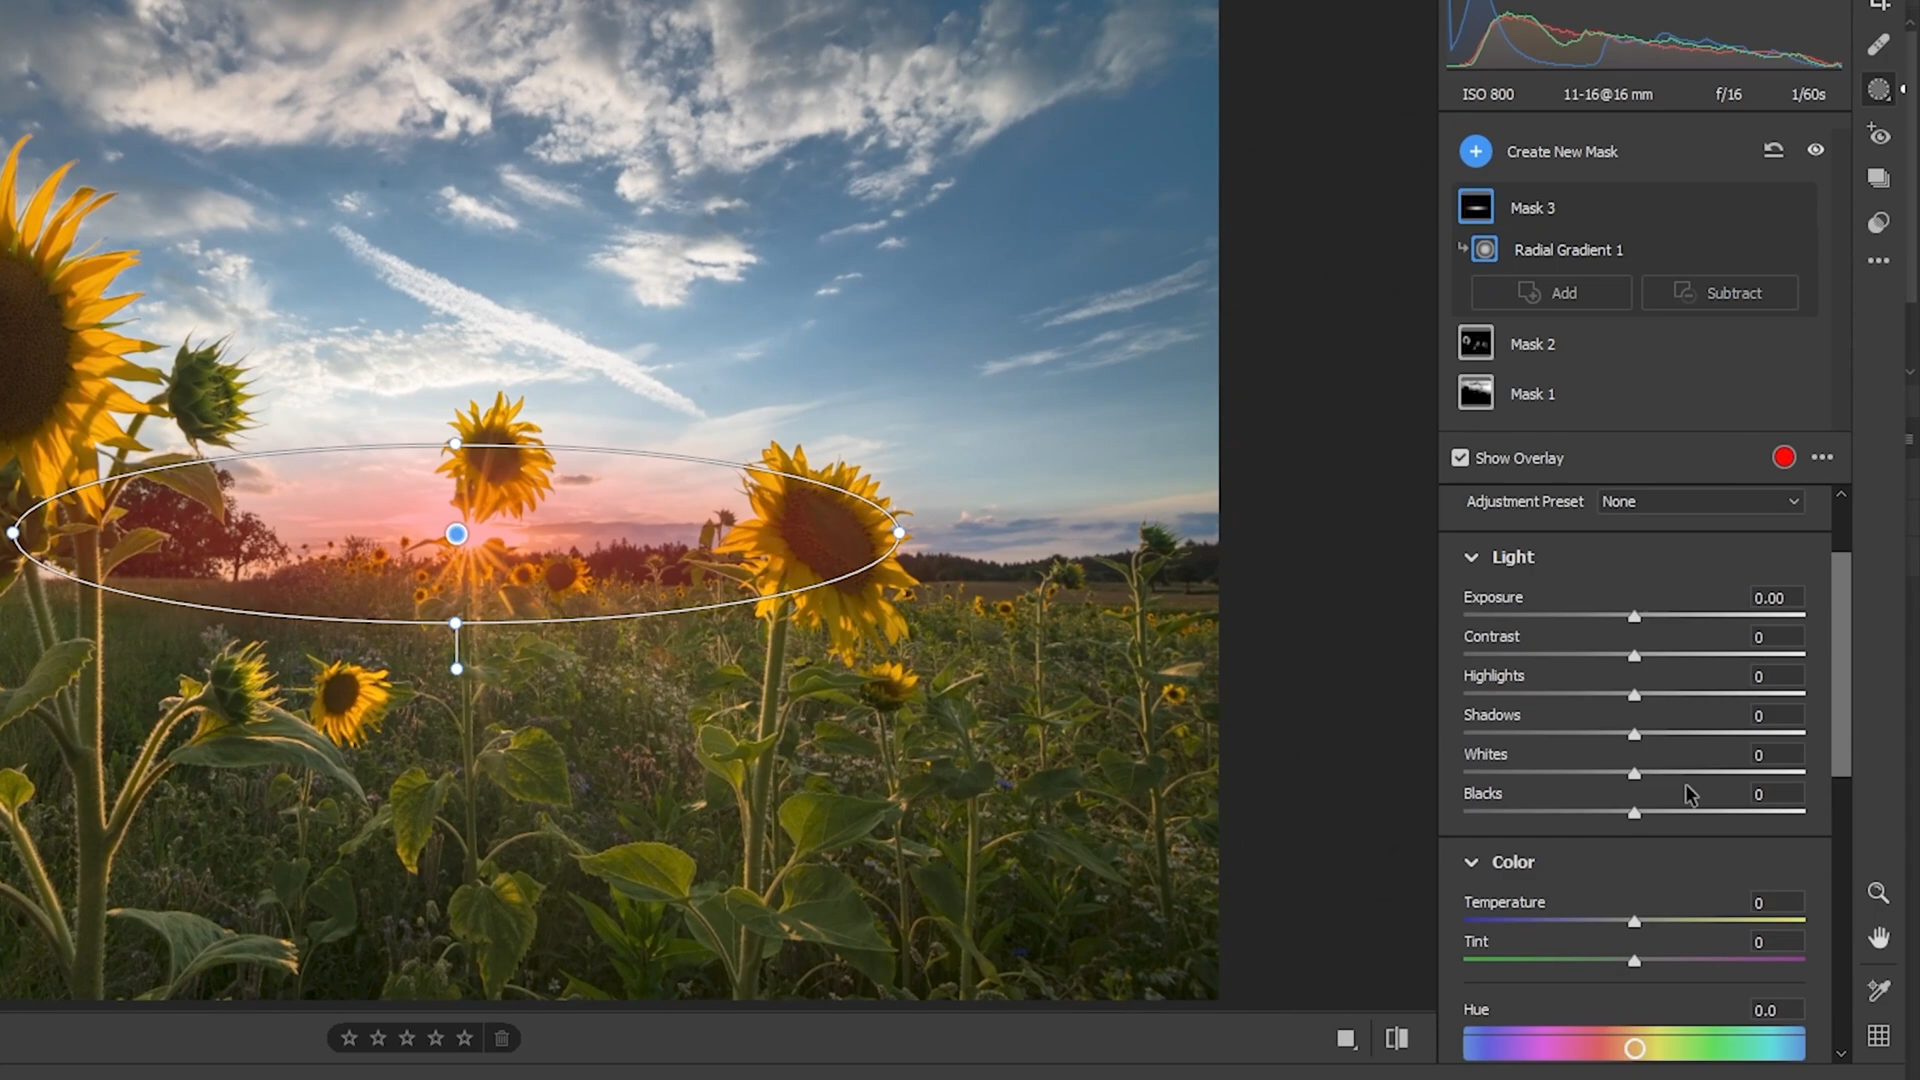 ISO 800 11-16@16 mm f/16 1/60s
Create New Mask
Mask 3
Radial Gradient 1
Add Subtract
Mask 2
Mask 1
Show Overlay
Adjustment Preset None
Light
Exposure 0.00
Contrast 0
Highlights 0
Shadows 0
Whites 0
Blacks 0
Color
Temperature 0
Tint 0
Hue 0.0